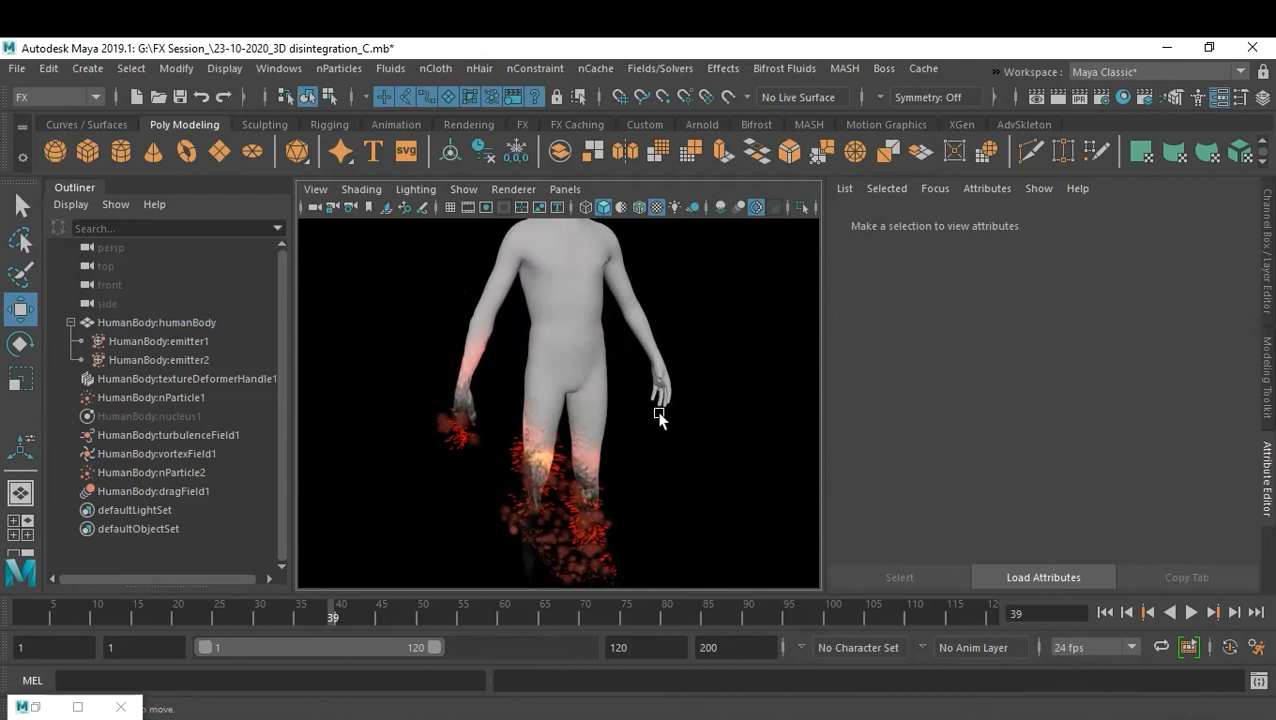 Autodesk Maya 2019.1: G:\FX Session_\23-10-2020_3D disintegration_C.mb*
File Edit Create Select Modify Display Windows nParticles Fluids nCloth nHair nConstraint nCache Fields/Solvers Effects Bifrost Fluids MASH Boss Cache » Workspace: Maya Classic*
FX No Live Surface Symmetry: Off
Curves / Surfaces Poly Modeling Sculpting Rigging Animation Rendering FX FX Caching Custom Arnold Bifrost MASH Motion Graphics XGen AdvSkeleton
T svg 0,0,0
Outliner
View Shading Lighting Show Renderer Panels
List Selected Focus Attributes Show Help
Display Show Help
Search...
Make a selection to view attributes
persp
top
front
side
HumanBody:humanBody
HumanBody:emitter1
HumanBody:emitter2
HumanBody:textureDeformerHandle1
HumanBody:nParticle1
HumanBody:nucleus1
HumanBody:turbulenceField1
HumanBody:vortexField1
HumanBody:nParticle2
HumanBody:dragField1
defaultLightSet
defaultObjectSet
Channel Box / Layer Editor
Modeling Toolkit
Attribute Editor
Select Load Attributes Copy Tab
5 10 15 20 25 30 35 40 45 50 55 60 65 70 75 80 85 90 95 100 105 110 115 12
39 39
1 1 1 120 120 200 No Character Set No Anim Layer 24 fps
MEL
o move.